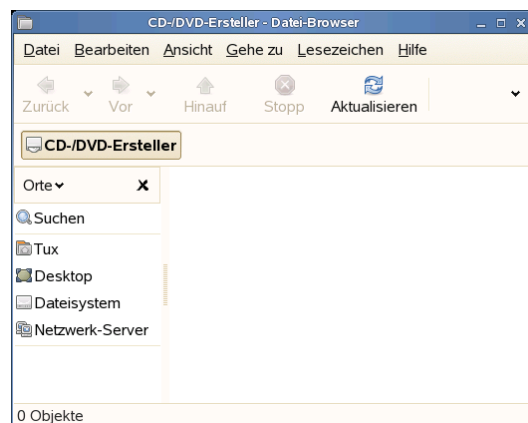 CD-/DVD-Ersteller - Datei-Browser
Datei Bearbeiten Ansicht Gehe zu Lesezeichen Hilfe
Zurück Vor Hinauf Stopp Aktualisieren
CD-/DVD-Ersteller
Orte
Suchen
Tux
Desktop
Dateisystem
Netzwerk-Server
0 Objekte